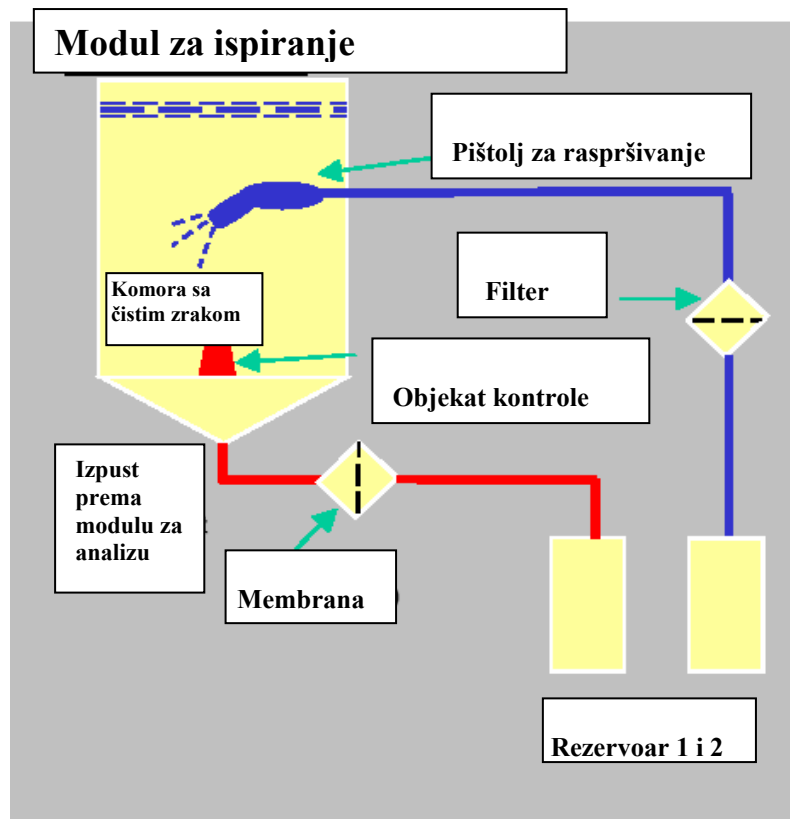 Modul za ispiranje
Pištolj za raspršivanje
Komora sa
čistim zrakom
Filter
Objekat kontrole
Izpust
prema
modulu za
analizu
Membrana
Rezervoar 1 i 2